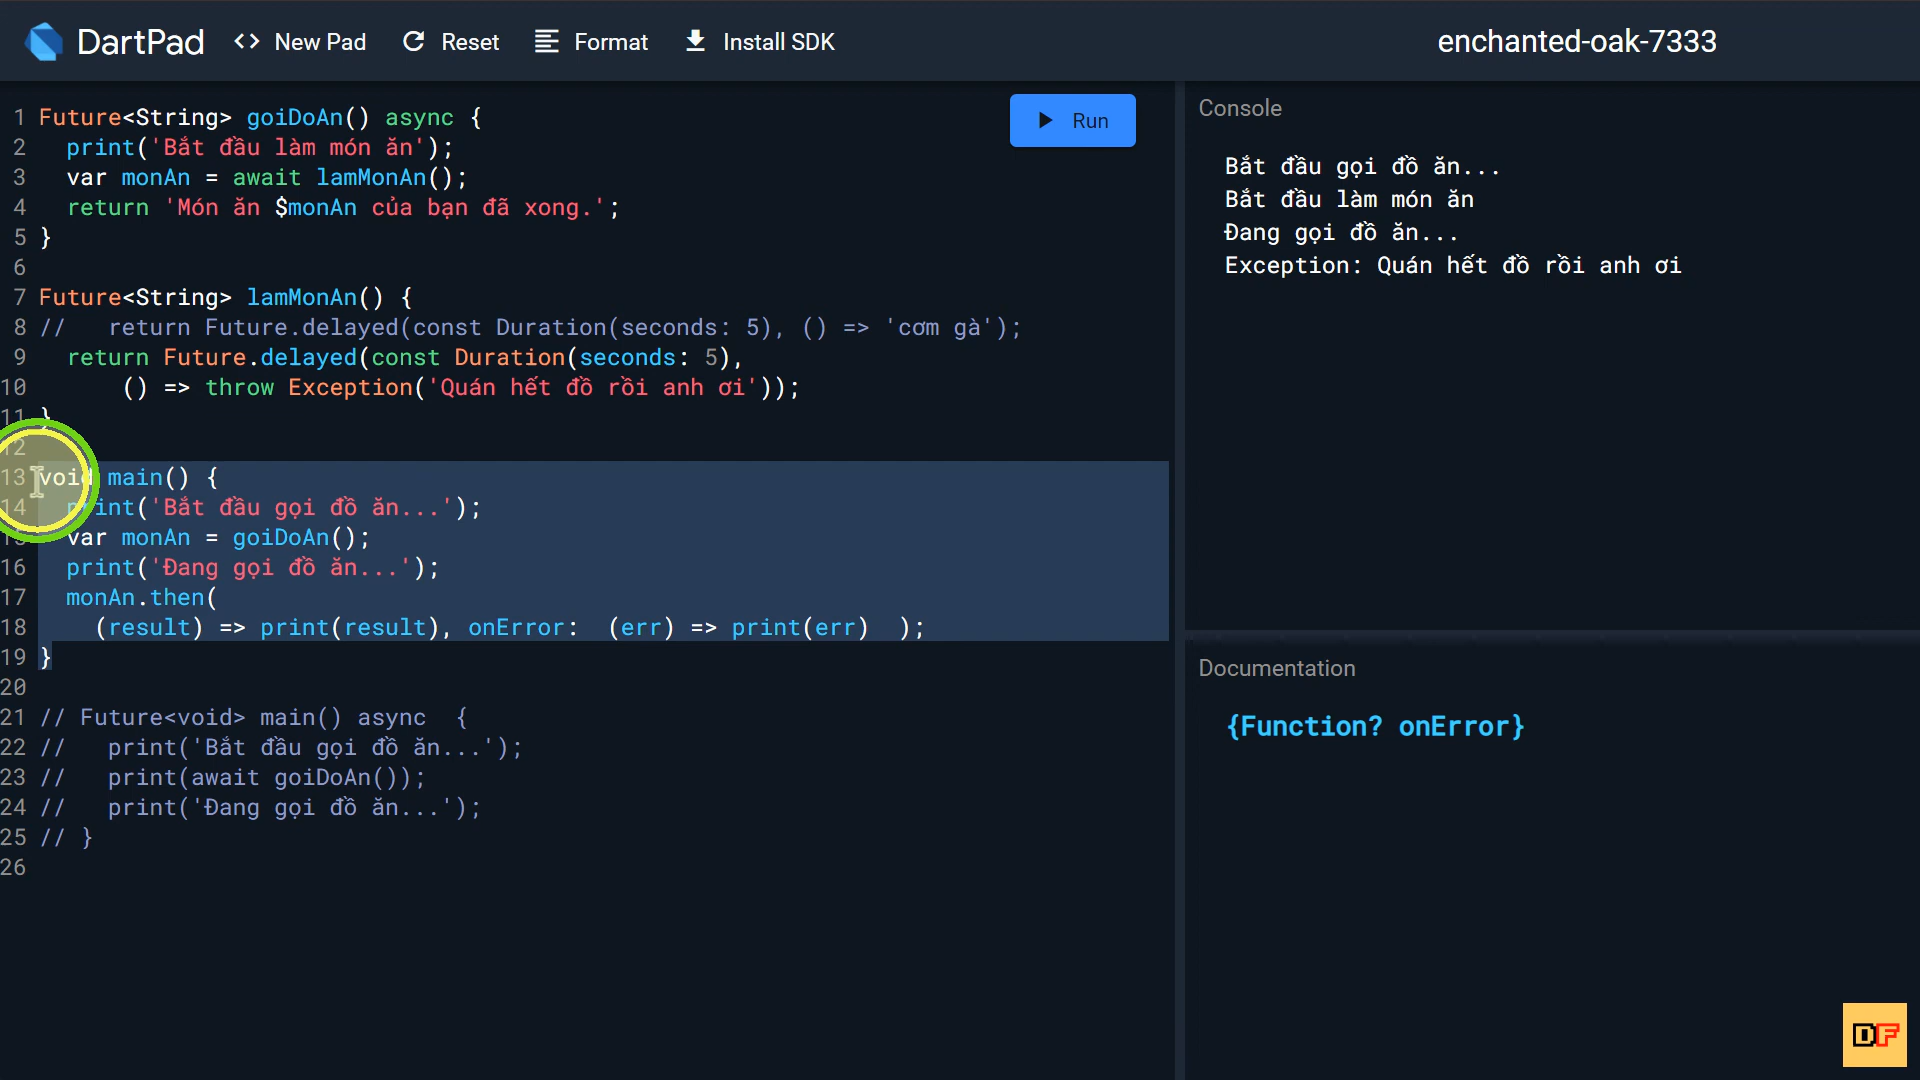 DartPad
<> New Pad
Reset
Format
Install SDK
enchanted-oak-7333
1 Future<String> goiDoAn() async {
2   print('Bắt đầu làm món ăn');
3   var monAn = await lamMonAn();
4   return 'Món ăn $monAn của bạn đã xong.';
5 }
6
7 Future<String> lamMonAn() {
8 //   return Future.delayed(const Duration(seconds: 5), () => 'cơm gà');
9   return Future.delayed(const Duration(seconds: 5),
10       () => throw Exception('Quán hết đồ rồi anh ơi'));
11 }
12
13 void main() {
14   print('Bắt đầu gọi đồ ăn...');
15   var monAn = goiDoAn();
16   print('Đang gọi đồ ăn...');
17   monAn.then(
18     (result) => print(result), onError:  (err) => print(err)  );
19 }
20
21 // Future<void> main() async  {
22 //   print('Bắt đầu gọi đồ ăn...');
23 //   print(await goiDoAn());
24 //   print('Đang gọi đồ ăn...');
25 // }
26
Run
Console
Bắt đầu gọi đồ ăn...
Bắt đầu làm món ăn
Đang gọi đồ ăn...
Exception: Quán hết đồ rồi anh ơi
Documentation
{Function? onError}
DF